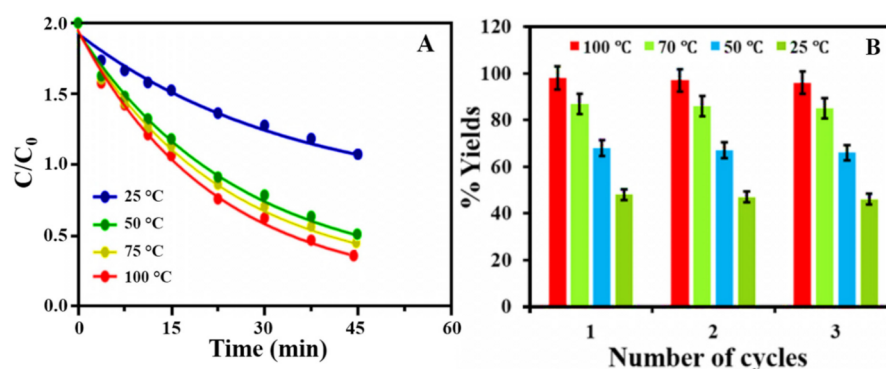 A
C/C₀
2.0
1.5
1.0
0.5
0.0
25 °C
50 °C
75 °C
100 °C
0 15 30 45 60
Time (min)
B
100 °C 70 °C 50 °C 25 °C
% Yields
120
100
80
60
40
20
0
1 2 3
Number of cycles